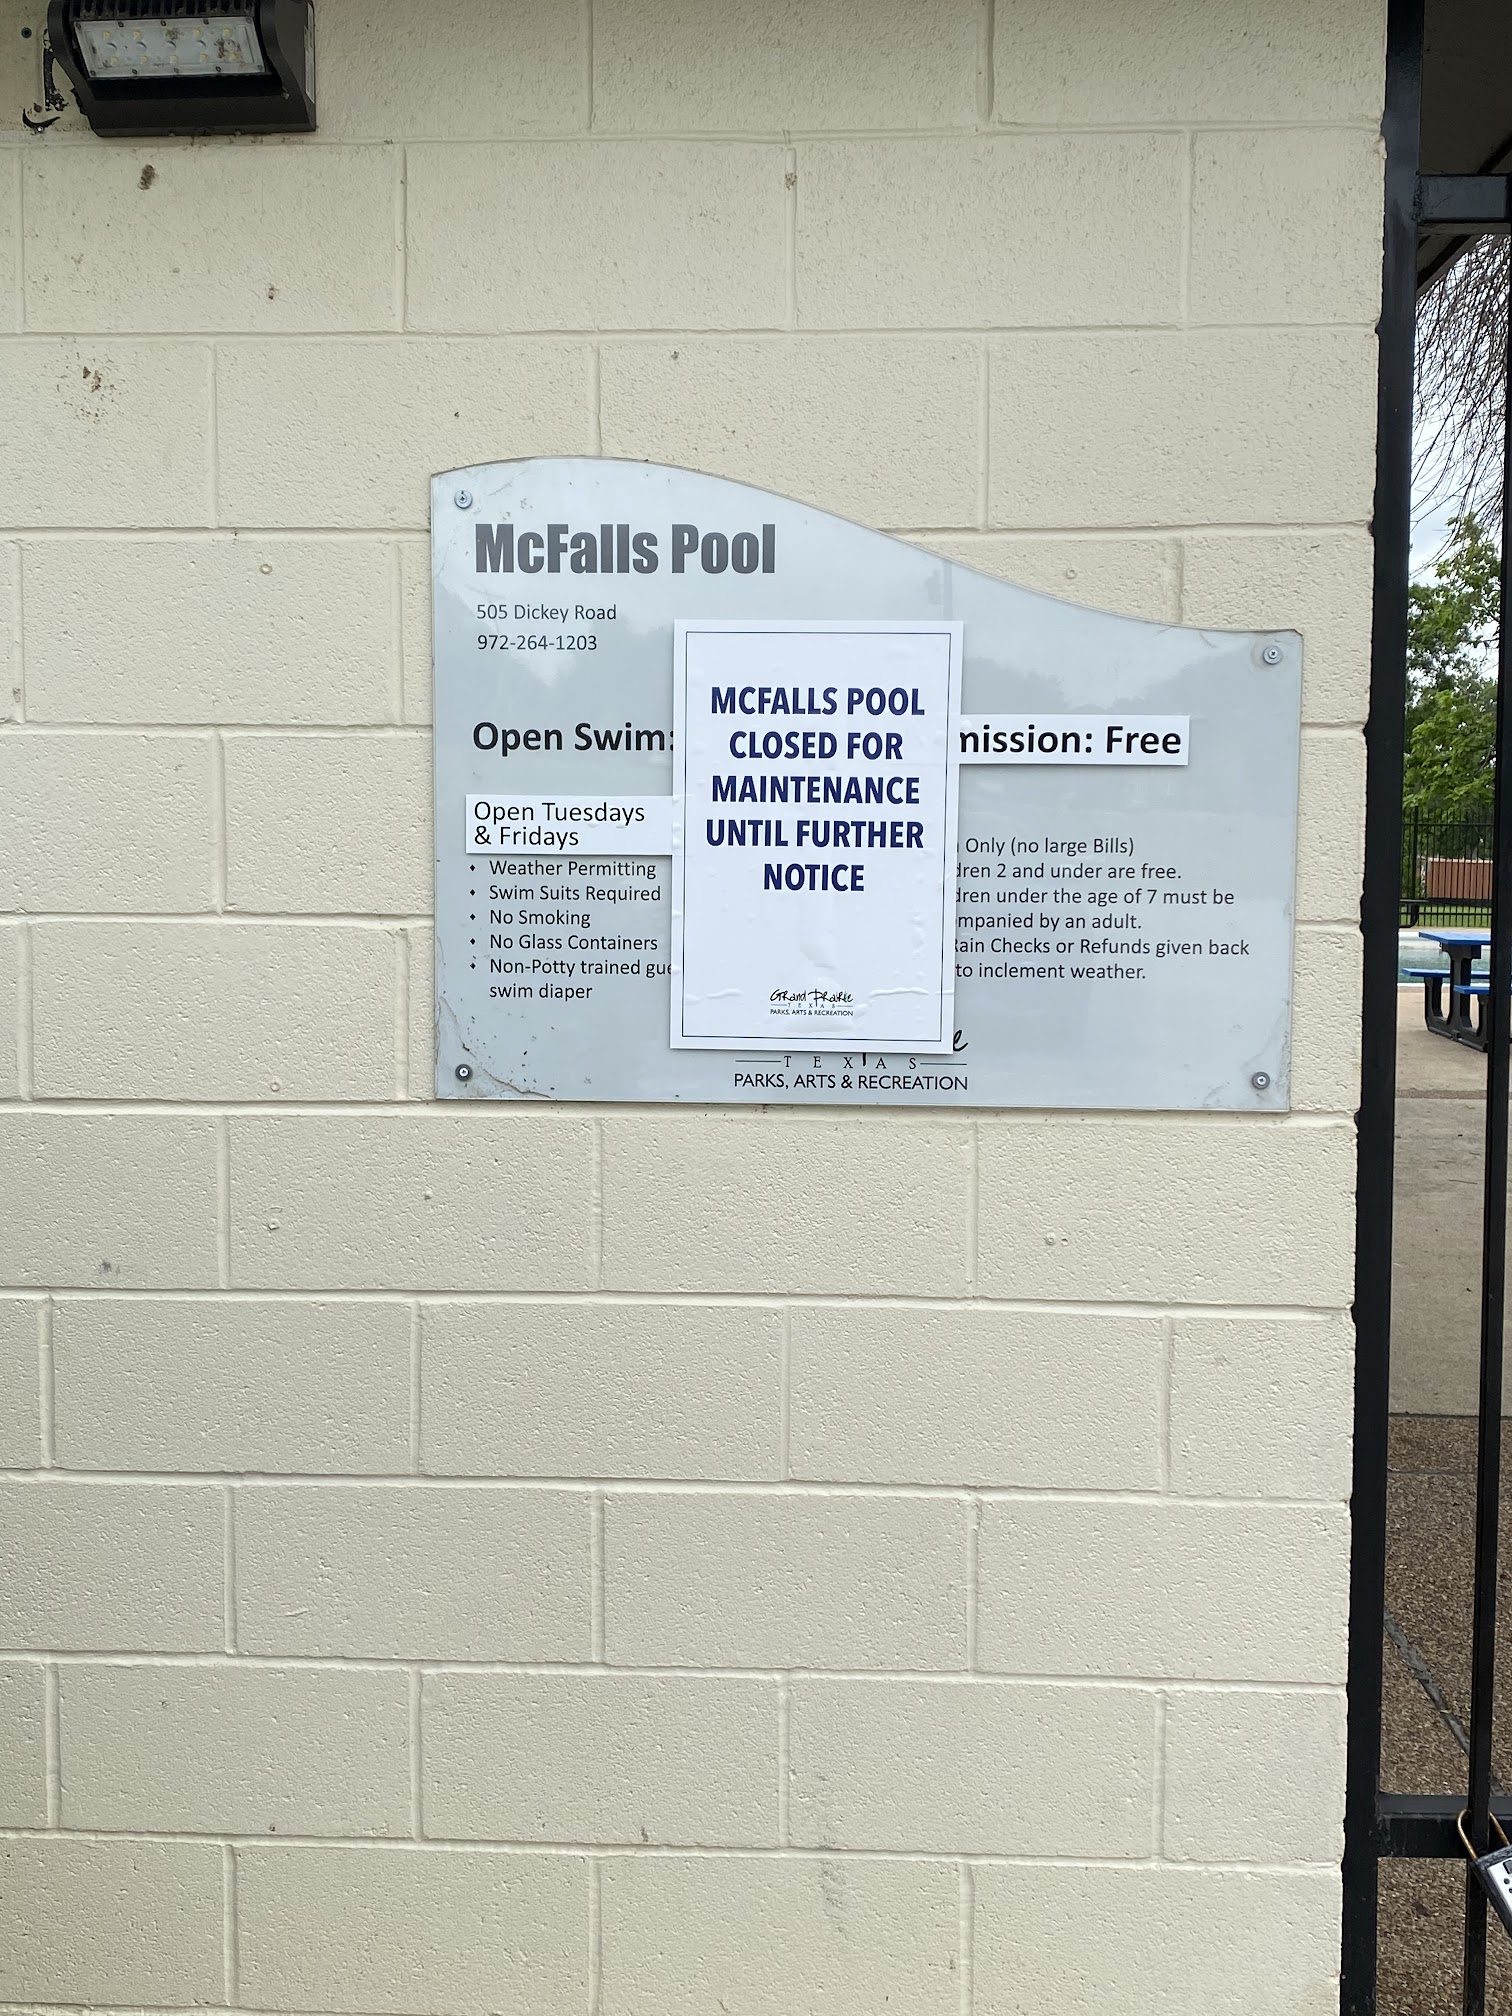 McFalls Pool
505 Dickey Road
972-264-1203
Open Swim:
Open Tuesdays
& Fridays
• Weather Permitting
• Swim Suits Required
• No Smoking
• No Glass Containers
• Non-Potty trained
swim diaper
MCFALLS POOL
CLOSED FOR
MAINTENANCE
UNTIL FURTHER
NOTICE
Grand Prairie
TEXAS
PARKS, ARTS & RECREATION
mission: Free
Only (no large Bills)
dren 2 and under are free.
dren under the age of 7 must be
mpanied by an adult.
Rain Checks or Refunds given back
to inclement weather.
TEXAS
PARKS, ARTS & RECREATION